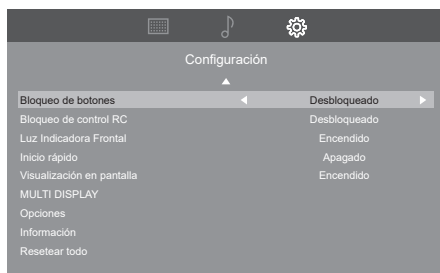 Configuración
Bloqueo de botones Desbloqueado
Bloqueo de control RC Desbloqueado
Luz Indicadora Frontal Encendido
Inicio rápido Apagado
Visualización en pantalla Encendido
MULTI DISPLAY
Opciones
Información
Resetear todo